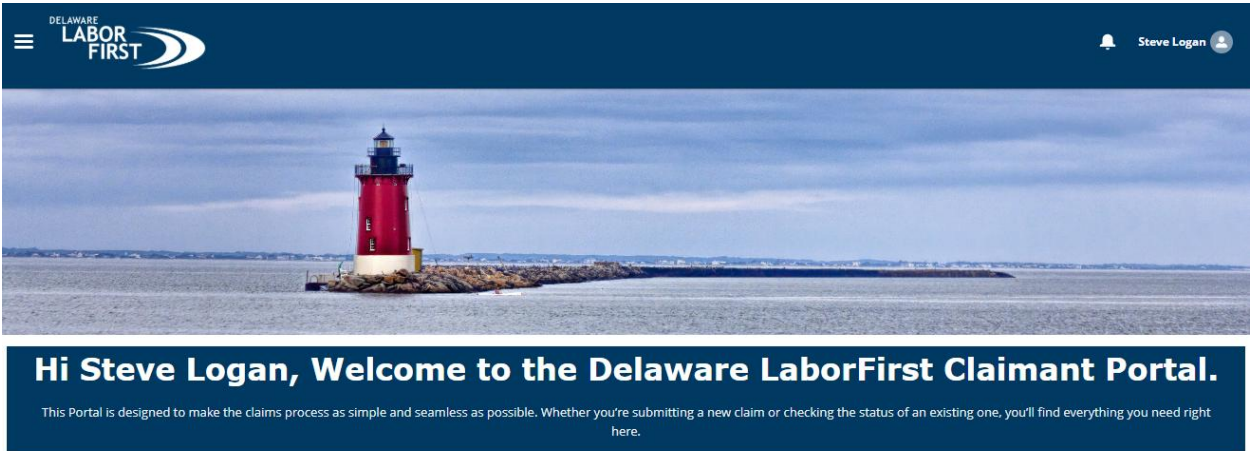 DELAWARE
LABOR
FIRST
Steve Logan
Hi Steve Logan, Welcome to the Delaware LaborFirst Claimant Portal.
This Portal is designed to make the claims process as simple and seamless as possible. Whether you’re submitting a new claim or checking the status of an existing one, you’ll find everything you need right
here.